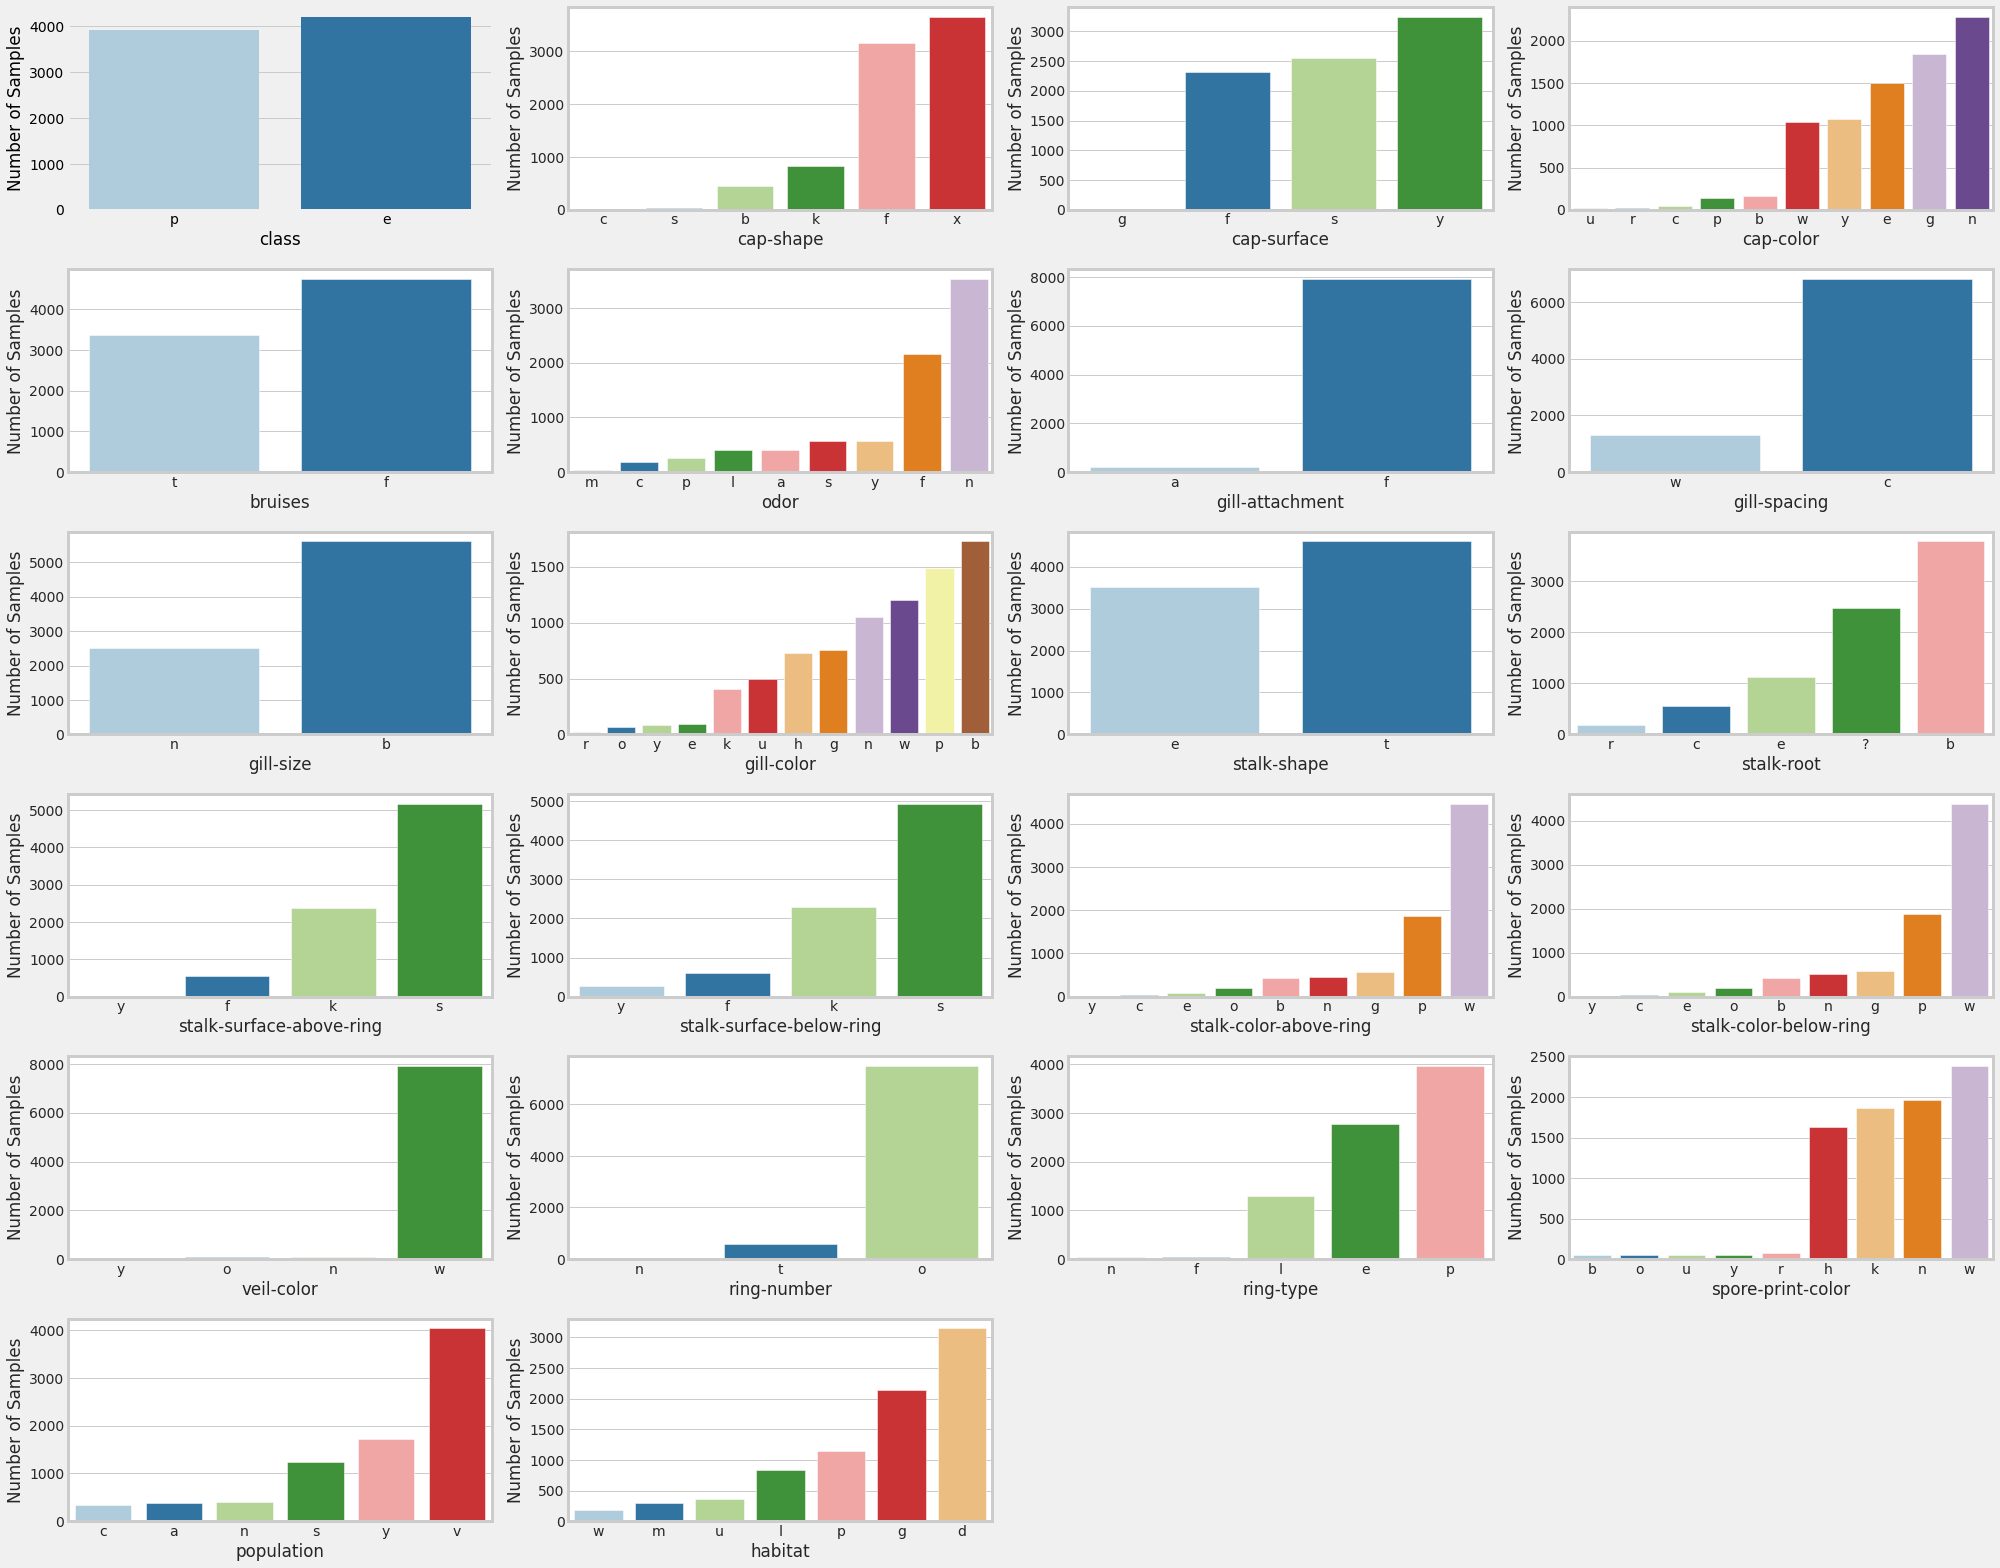 4000
3000
2000
1000
0
Number of Samples
p e
class
3000
2000
1000
0
Number of Samples
c s b k f x
cap-shape
3000
2500
2000
1500
1000
500
0
Number of Samples
g f s y
cap-surface
2000
1500
1000
500
0
Number of Samples
u r c p b w y e g n
cap-color
4000
3000
2000
1000
0
Number of Samples
t f
bruises
3000
2000
1000
0
Number of Samples
m c p l a s y f n
odor
8000
6000
4000
2000
0
Number of Samples
a f
gill-attachment
6000
4000
2000
0
Number of Samples
w c
gill-spacing
5000
4000
3000
2000
1000
0
Number of Samples
n b
gill-size
1500
1000
500
0
Number of Samples
r o y e k u h g n w p b
gill-color
4000
3000
2000
1000
0
Number of Samples
e t
stalk-shape
3000
2000
1000
0
Number of Samples
r c e ? b
stalk-root
5000
4000
3000
2000
1000
0
Number of Samples
y f k s
stalk-surface-above-ring
5000
4000
3000
2000
1000
0
Number of Samples
y f k s
stalk-surface-below-ring
4000
3000
2000
1000
0
Number of Samples
y c e o b n g p w
stalk-color-above-ring
4000
3000
2000
1000
0
Number of Samples
y c e o b n g p w
stalk-color-below-ring
8000
6000
4000
2000
0
Number of Samples
y o n w
veil-color
6000
4000
2000
0
Number of Samples
n t o
ring-number
4000
3000
2000
1000
0
Number of Samples
n f l e p
ring-type
2500
2000
1500
1000
500
0
Number of Samples
b o u y r h k n w
spore-print-color
4000
3000
2000
1000
0
Number of Samples
c a n s y v
population
3000
2500
2000
1500
1000
500
0
Number of Samples
w m u l p g d
habitat